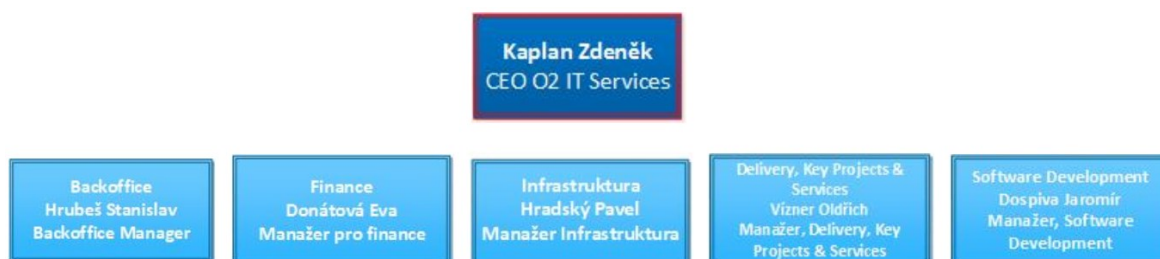 Kaplan Zdeněk
CEO O2 IT Services
Backoffice
Hrubeš Stanislav
Backoffice Manager
Finance
Donátová Eva
Manažer pro finance
Infrastruktura
Hradský Pavel
Manažer Infrastruktura
Delivery, Key Projects &
Services
Vízner Oldřich
Manažer, Delivery, Key
Projects & Services
Software Development
Dospiva Jaromír
Manažer, Software
Development